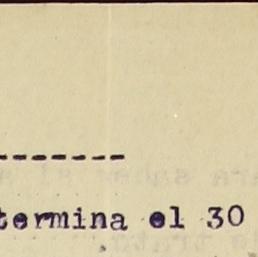 -------
termina el 30